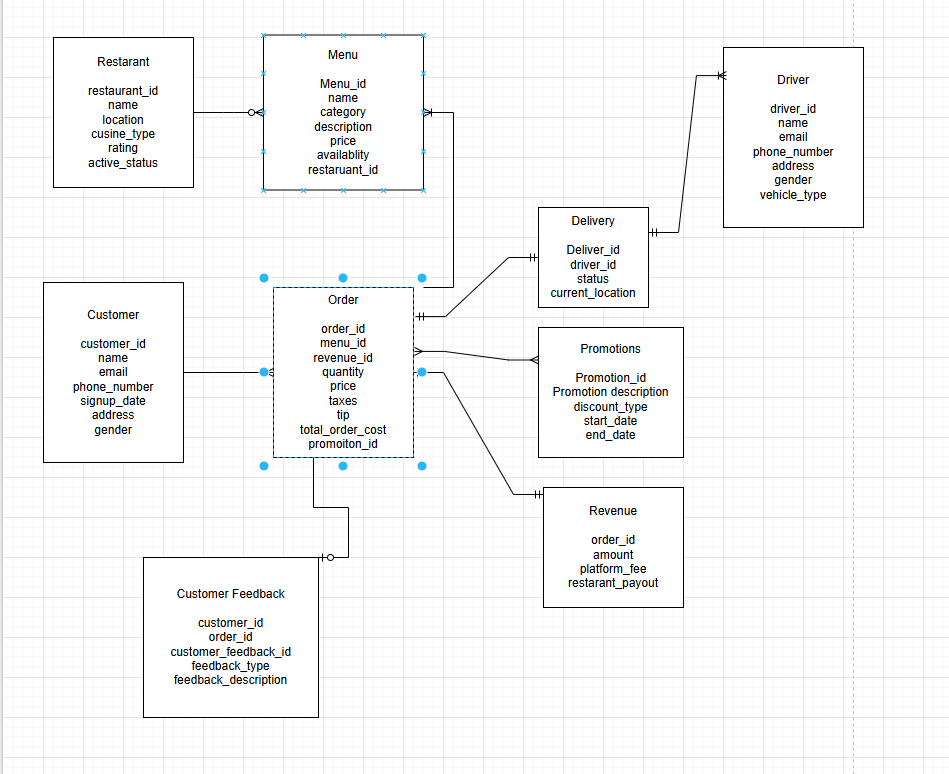 Restarant
restaurant_id
name
location
cusine_type
rating
active_status
Menu
Menu_id
name
category
description
price
availablity
restaruant_id
Driver
driver_id
name
email
phone_number
address
gender
vehicle_type
Delivery
Deliver_id
driver_id
status
current_location
Customer
customer_id
name
email
phone_number
signup_date
address
gender
Order
order_id
menu_id
revenue_id
quantity
price
taxes
tip
total_order_cost
promoiton_id
Promotions
Promotion_id
Promotion description
discount_type
start_date
end_date
Revenue
order_id
amount
platform_fee
restarant_payout
Customer Feedback
customer_id
order_id
customer_feedback_id
feedback_type
feedback_description